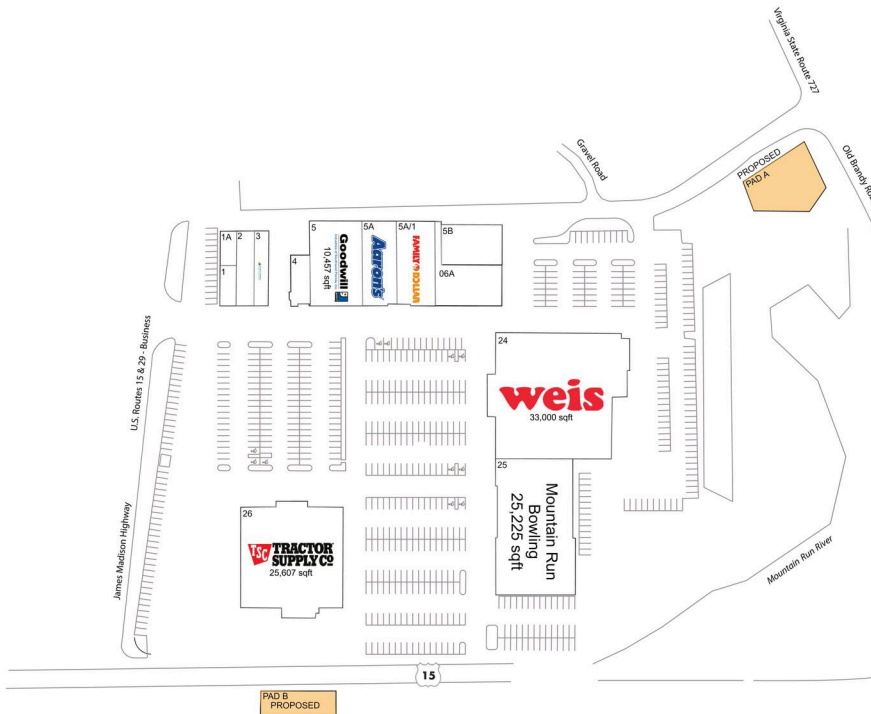 Virginia State Route 727
Gravel Road
PROPOSED
PAD A
Old Brandy Roa
1A
2
3
1
4
5
Goodwill
10,457 sqft
5A
Aaron's
5A/1
FAMILY DOLLAR
5B
06A
U.S. Routes 15 & 29 - Business
James Madison Highway
24
weis
33,000 sqft
25
Mountain Run
Bowling
25,225 sqft
26
TSC TRACTOR
SUPPLY CO
25,607 sqft
Mountain Run River
15
PAD B
PROPOSED